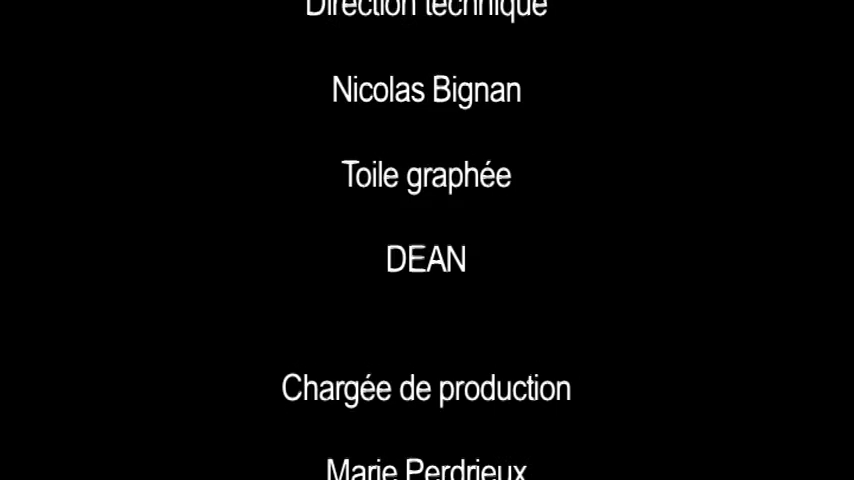 Direction technique
Nicolas Bignan
Toile graphée
DEAN
Chargée de production
Marie Perdrieux